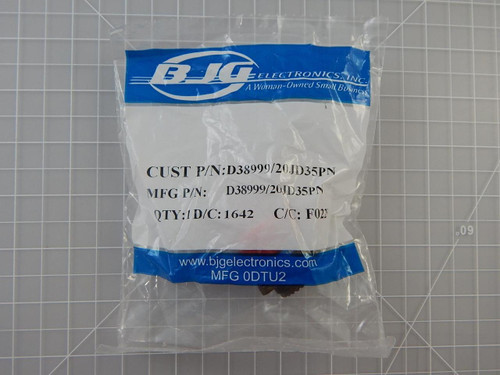 BJG ELECTRONICS, INC.
A Woman-Owned Small Business
CUST P/N: D38999/20JD35PN
MFG P/N: D38999/20JD35PN
QTY:1 D/C: 1642 C/C: F023
.09
www.bjgelectronics.com
MFG 0DTU2